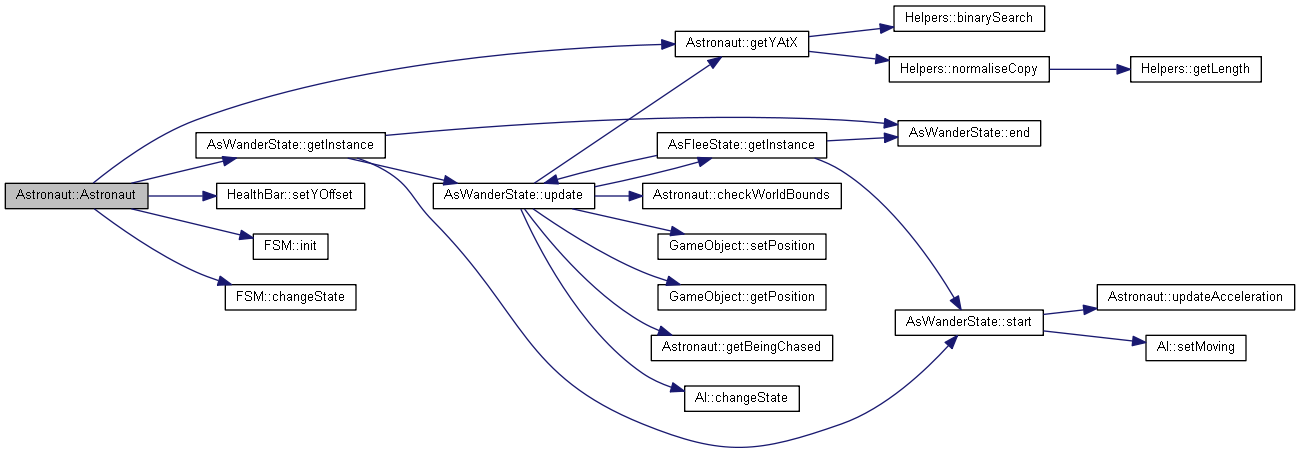 Helpers::binarySearch
Astronaut::getYAtX
Helpers::normaliseCopy
Helpers::getLength
AsWanderState::end
AsWanderState::getInstance
AsFleeState::getInstance
Astronaut::Astronaut
HealthBar::setYOffset
AsWanderState::update
Astronaut::checkWorldBounds
FSM::init
GameObject::setPosition
FSM::changeState
GameObject::getPosition
Astronaut::updateAcceleration
AsWanderState::start
Astronaut::getBeingChased
AI::setMoving
AI::changeState